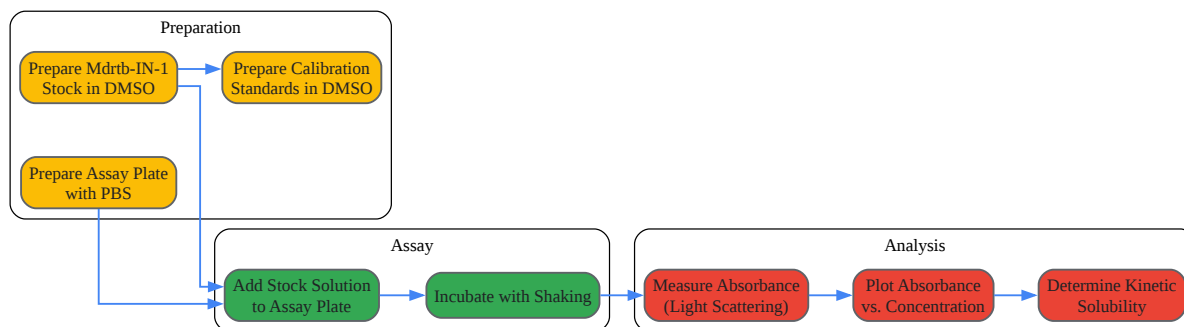 Preparation
Prepare Mdrtb-IN-1
Stock in DMSO
Prepare Calibration
Standards in DMSO
Prepare Assay Plate
with PBS
Assay
Add Stock Solution
to Assay Plate
Incubate with Shaking
Analysis
Measure Absorbance
(Light Scattering)
Plot Absorbance
vs. Concentration
Determine Kinetic
Solubility